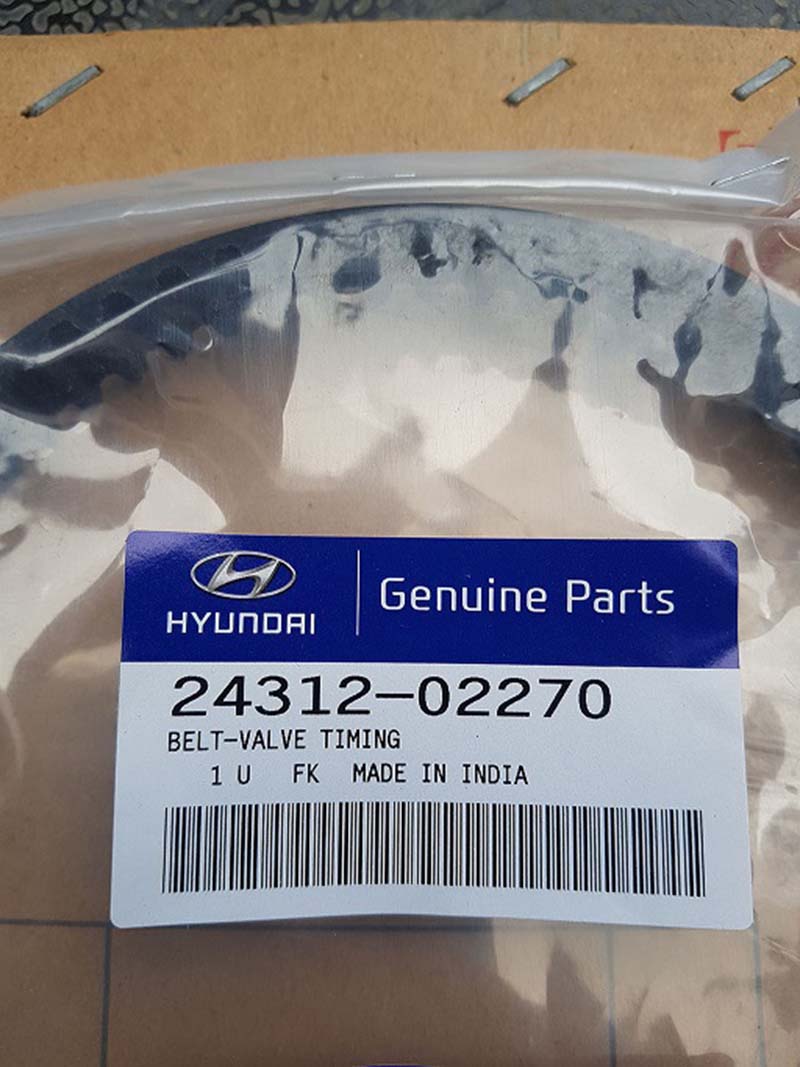 HYUNDAI
Genuine Parts
24312-02270
BELT-VALVE TIMING
1 U FK MADE IN INDIA